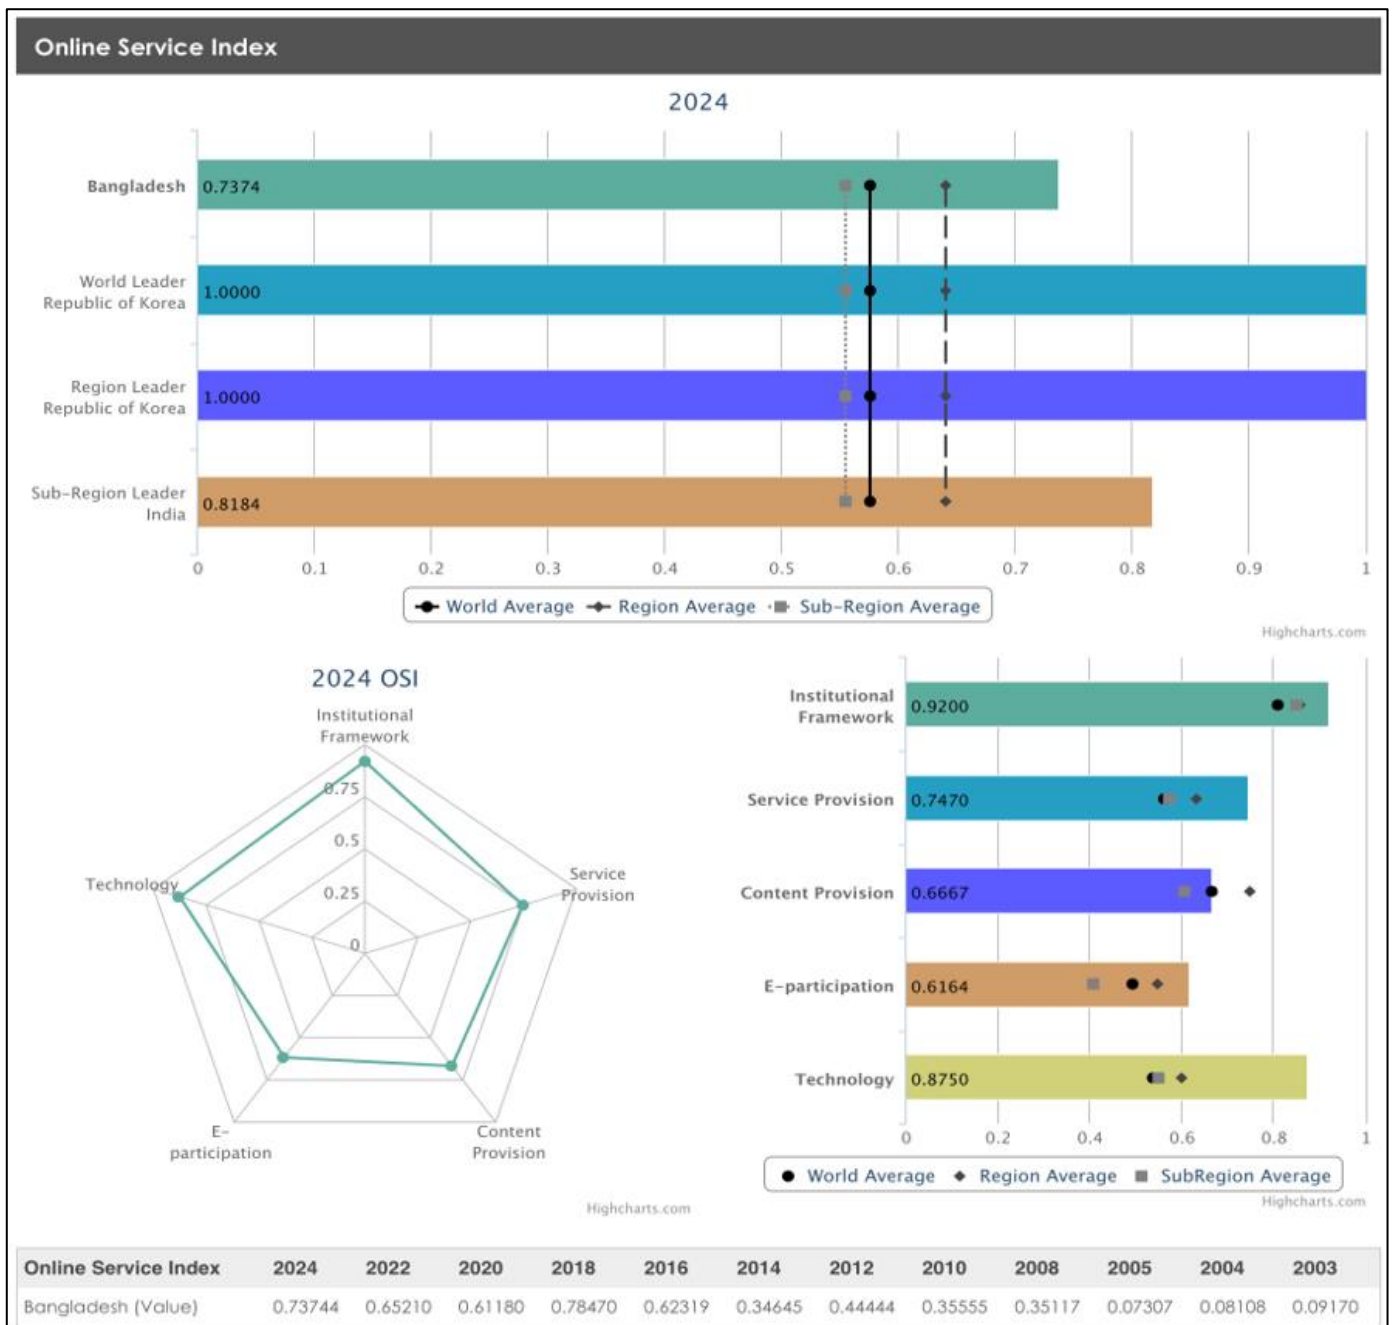 Online Service Index
2024
Bangladesh
0.7374
World Leader
Republic of Korea
1.0000
Region Leader
Republic of Korea
1.0000
Sub-Region Leader
India
0.8184
0 0.1 0.2 0.3 0.4 0.5 0.6 0.7 0.8 0.9 1
World Average Region Average Sub-Region Average
Highcharts.com
2024 OSI
Institutional
Framework
0.75
0.5
0.25
0
Technology
Service
Provision
E-
participation
Content
Provision
Highcharts.com
Institutional
Framework
0.9200
Service Provision 0.7470
Content Provision 0.6667
E-participation 0.6164
Technology 0.8750
0 0.2 0.4 0.6 0.8 1
World Average Region Average SubRegion Average
Highcharts.com
Online Service Index 2024 2022 2020 2018 2016 2014 2012 2010 2008 2005 2004 2003
Bangladesh (Value) 0.73744 0.65210 0.61180 0.78470 0.62319 0.34645 0.44444 0.35555 0.35117 0.07307 0.08108 0.09170